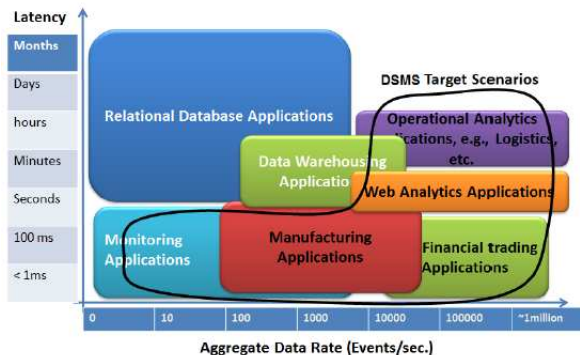 Latency
Months
Days
hours
Minutes
Seconds
100 ms
< 1ms
DSMS Target Scenarios
Relational Database Applications
Operational Analytics
lications, e.g., Logistics,
etc.
Data Warehousing
Applicatio
Web Analytics Applications
Monitoring
Applications
Manufacturing
Applications
Financial trading
Applications
0 10 100 1000 10000 100000 ~1million
Aggregate Data Rate (Events/sec.)